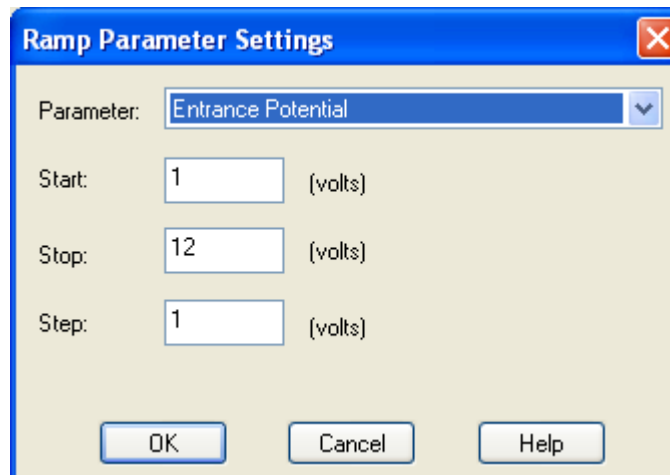 Ramp Parameter Settings
Parameter: Entrance Potential
Start: 1 (volts)
Stop: 12 (volts)
Step: 1 (volts)
OK Cancel Help